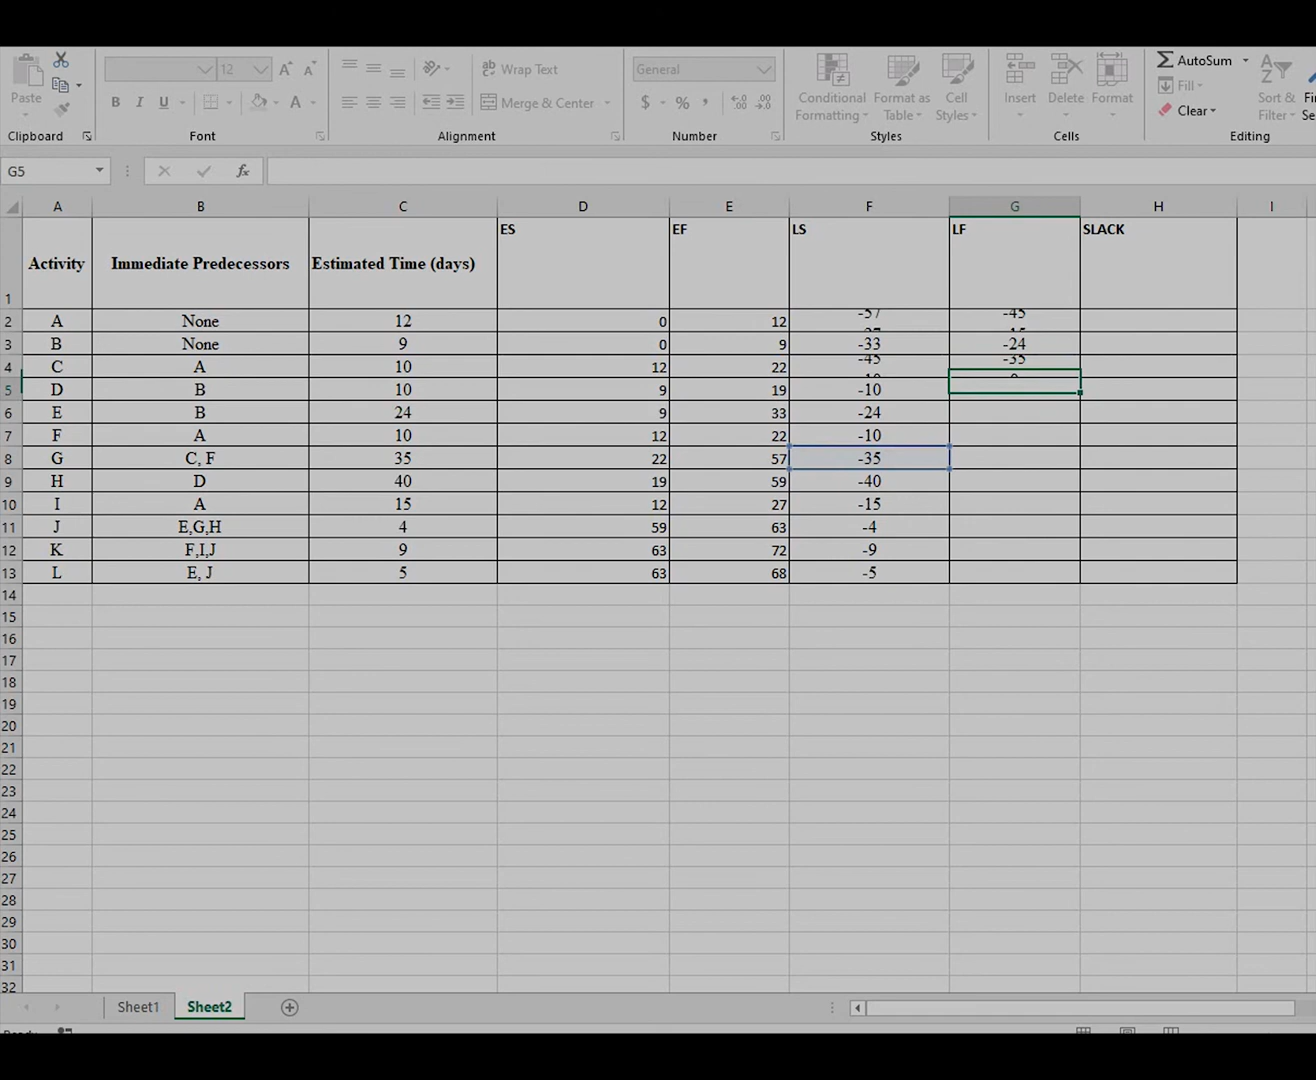 AutoSum
12
Wrap Text
General
Fill
Paste
B I U
A
Merge & Center
$ %
Conditional Formatting
Format as Table
Cell Styles
Insert
Delete
Format
Clear
Sort & Filter
Clipboard
Font
Alignment
Number
Styles
Cells
Editing
G5
fx
A B C D E F G H I
1 Activity Immediate Predecessors Estimated Time (days) ES EF LS LF SLACK
2 A None 12 0 12 -57 -45
3 B None 9 0 9 -33 -24
4 C A 10 12 22 -45 -35
5 D B 10 9 19 -10
6 E B 24 9 33 -24
7 F A 10 12 22 -10
8 G C, F 35 22 57 -35
9 H D 40 19 59 -40
10 I A 15 12 27 -15
11 J E,G,H 4 59 63 -4
12 K F,I,J 9 63 72 -9
13 L E, J 5 63 68 -5
14
15
16
17
18
19
20
21
22
23
24
25
26
27
28
29
30
31
32
Sheet1
Sheet2